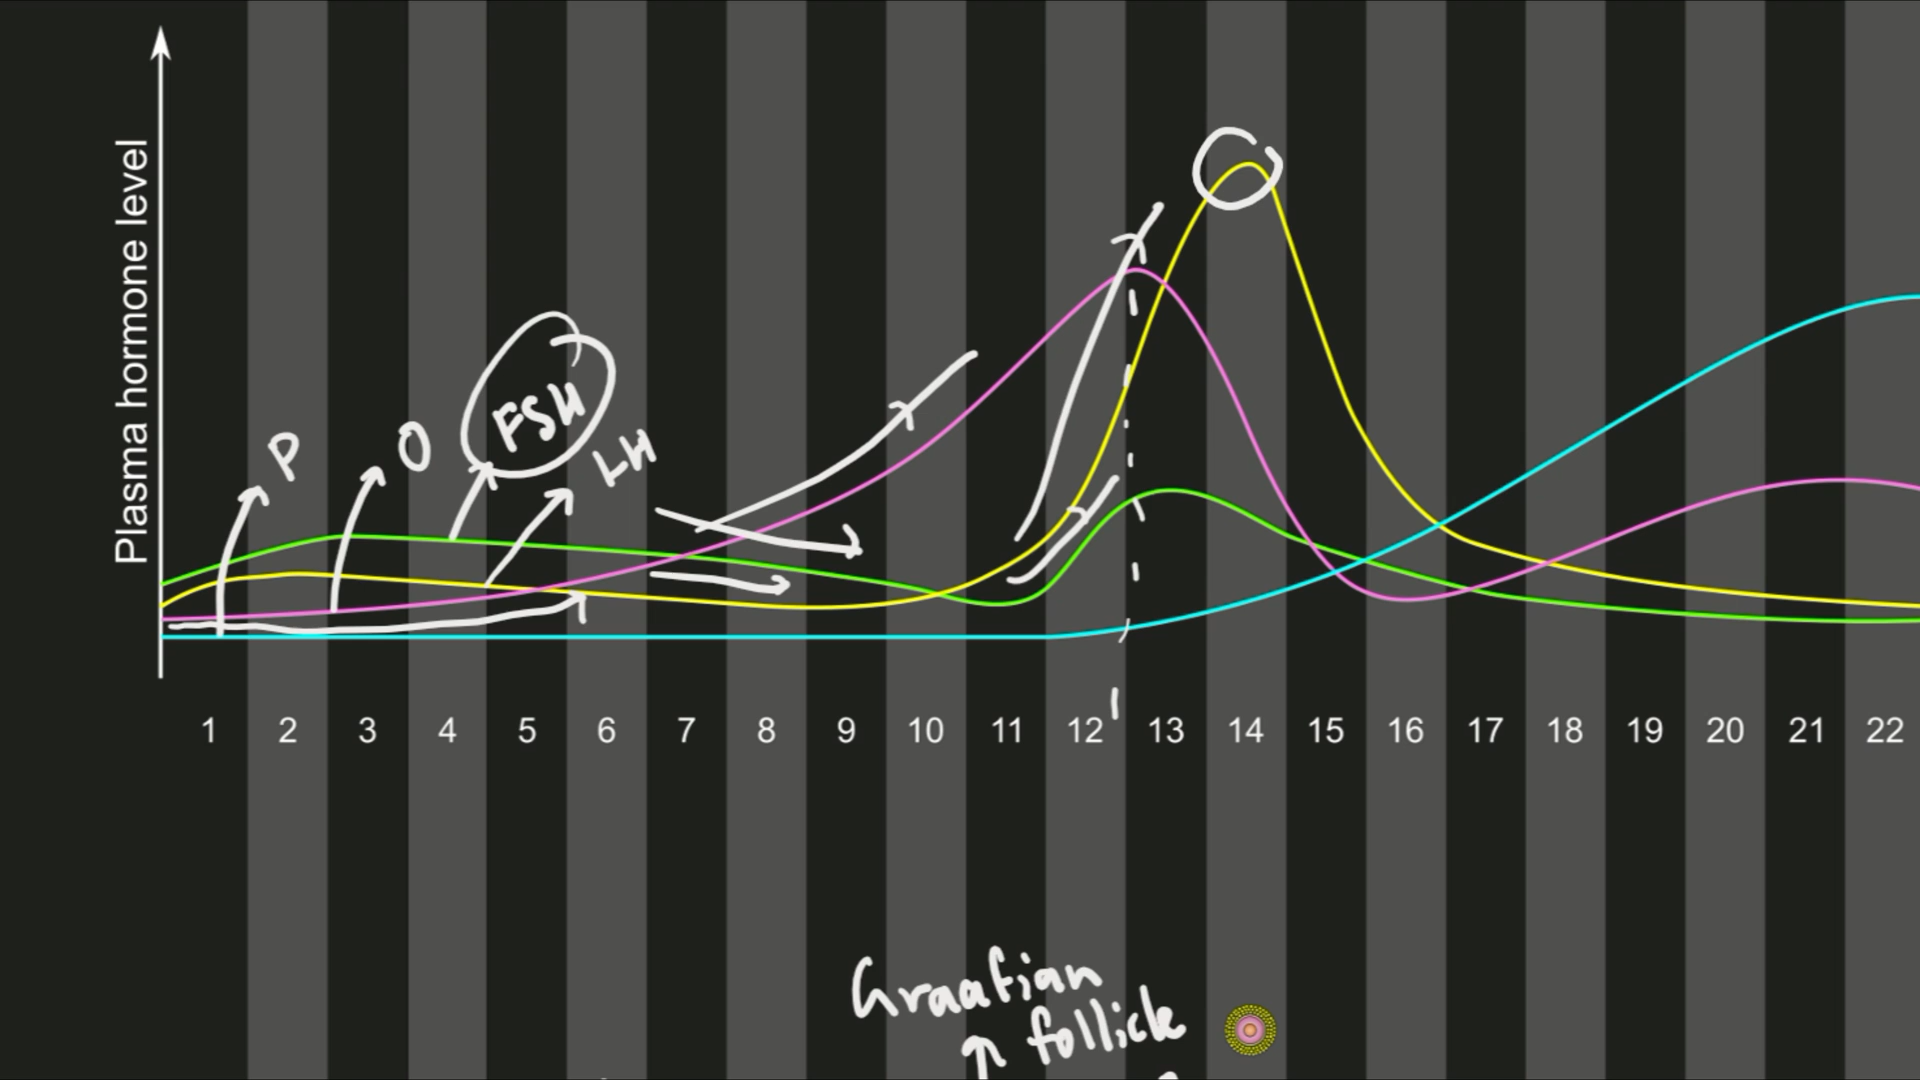 Plasma hormone level
P
O
FSH
LH
1 2 3 4 5 6 7 8 9 10 11 12 13 14 15 16 17 18 19 20 21 22
Graafian
follicle